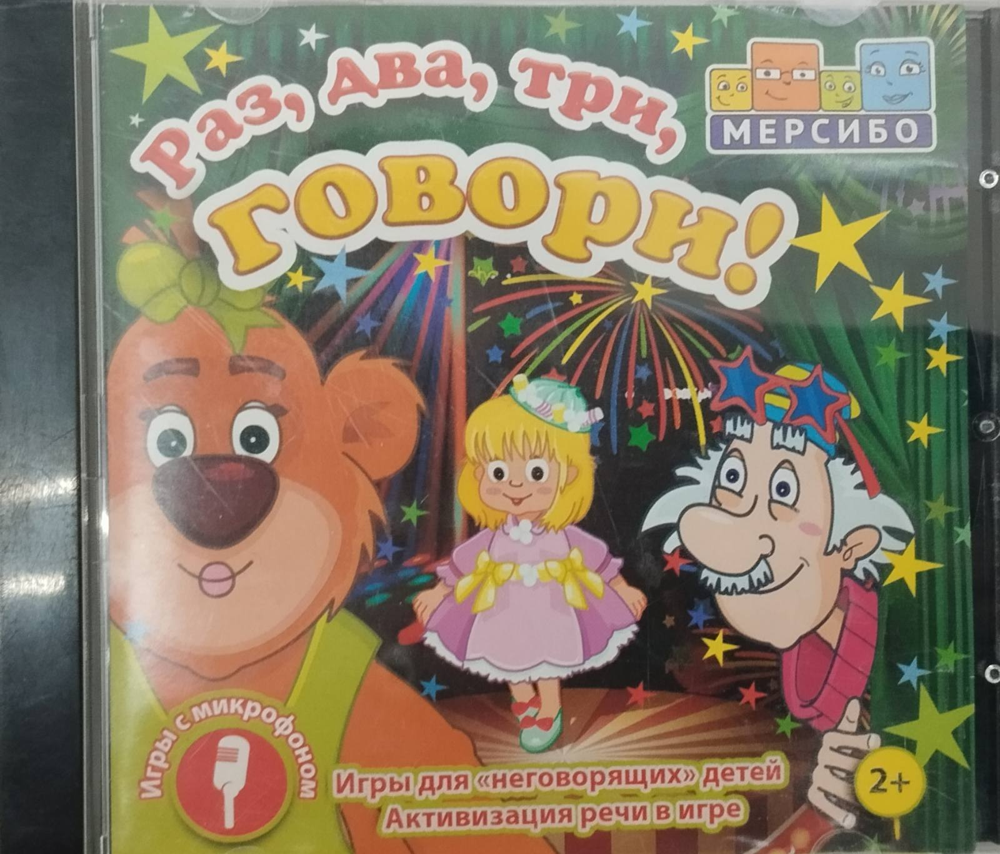 Раз, два, три,
МЕРСИБО
говори!
Игры с микрофоном
Игры для «неговорящих» детей
Активизация речи в игре
2+